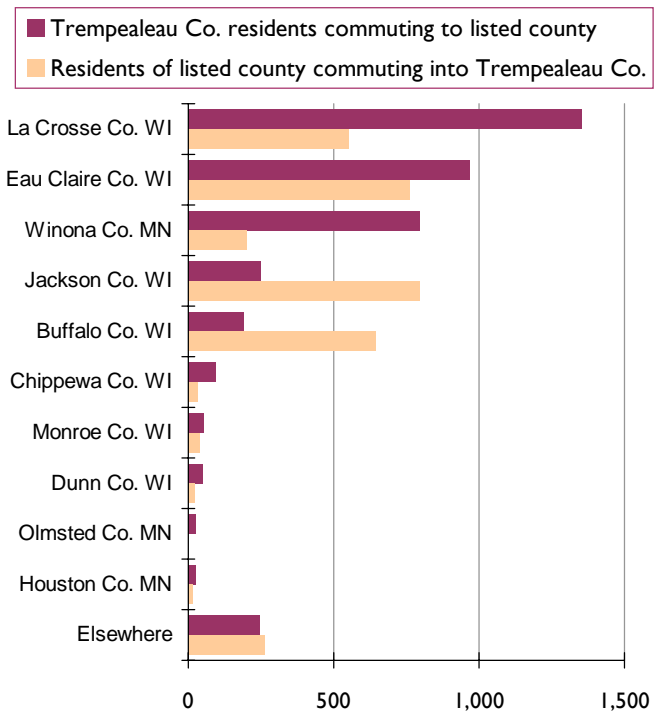 Trempealeau Co. residents commuting to listed county
Residents of listed county commuting into Trempealeau Co.
La Crosse Co. WI
Eau Claire Co. WI
Winona Co. MN
Jackson Co. WI
Buffalo Co. WI
Chippewa Co. WI
Monroe Co. WI
Dunn Co. WI
Olmsted Co. MN
Houston Co. MN
Elsewhere
0 500 1,000 1,500